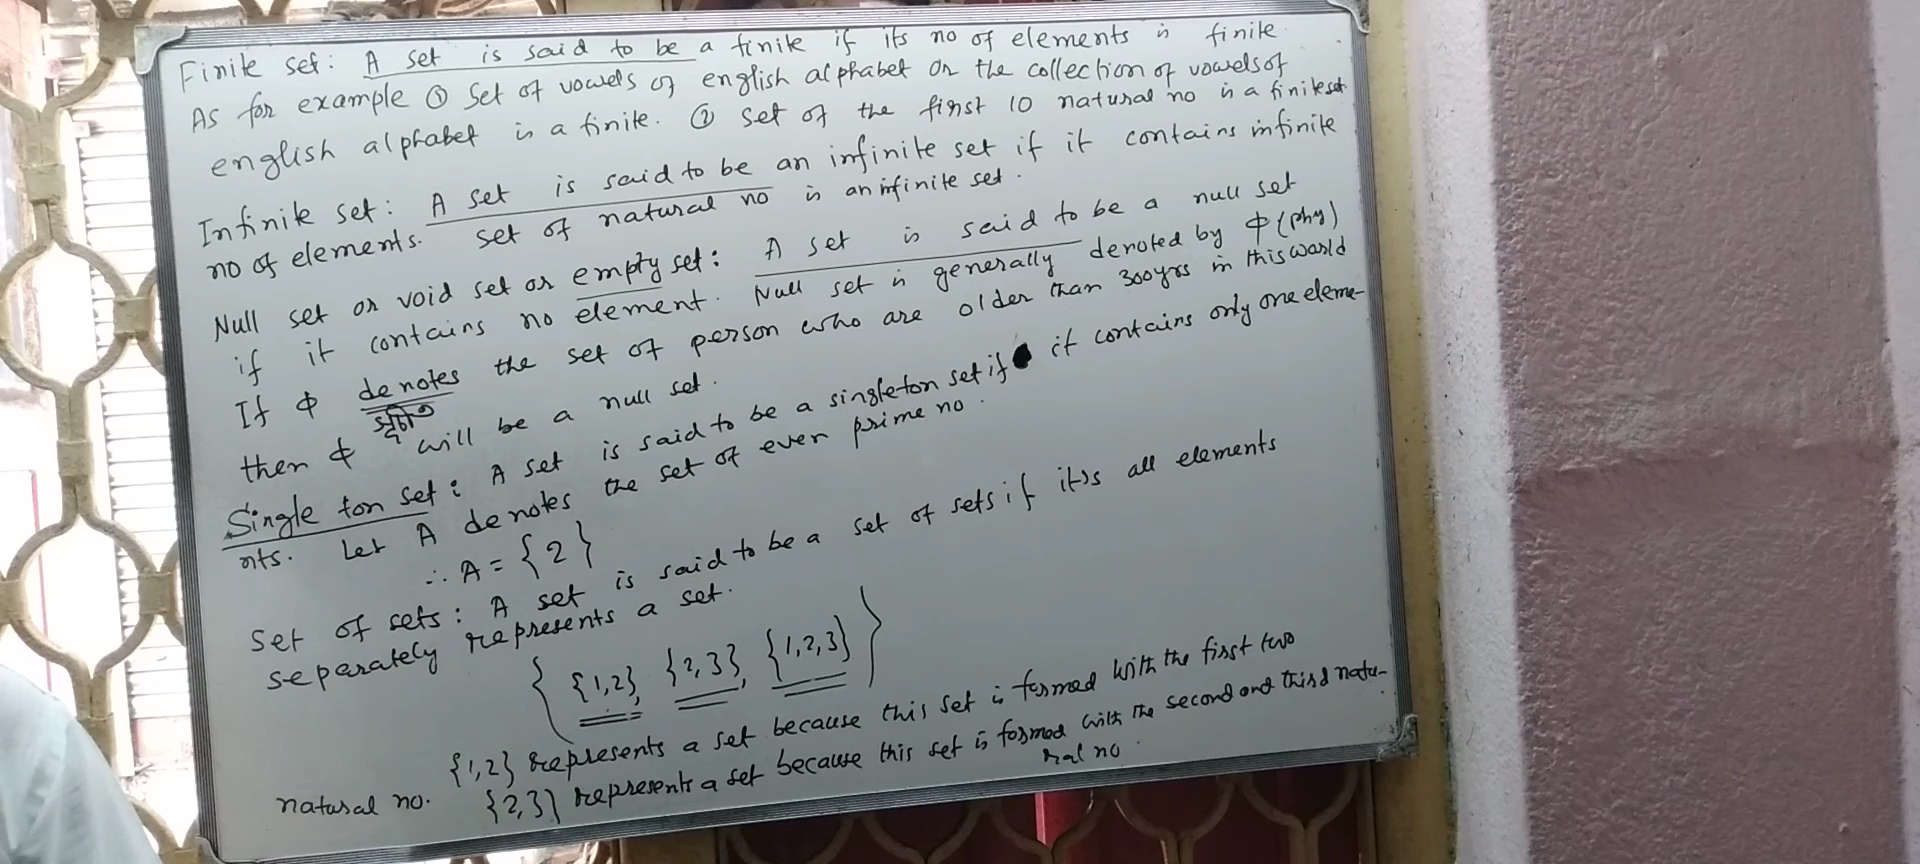 Finite set: A set is said to be a finite if its no of elements is finite.
As for example ① Set of vowels of english alphabet or the collection of vowels of
english alphabet is a finite. ② Set of the first 10 natural no is a finite set
Infinite set: A set is said to be an infinite set if it contains infinite
no of elements. Set of natural no is an infinite set.
Null set or void set or empty set: A set is said to be a null set
if it contains no element. Null set is generally denoted by ϕ (phy)
If ϕ denotes the set of person who are older than 300yrs in this world
then ϕ will be a null set.
Single ton set: A set is said to be a singleton set if it contains only one eleme-
nts. Let A denotes the set of even prime no.
∴ A = {2}
Set of sets: A set is said to be a set of sets if it's all elements
separately represents a set.
{ {1,2}, {2,3}, {1,2,3} }
{1,2} represents a set because this set is formed with the first two
natural no.
{2,3} represents a set because this set is formed with the second and third natu-
ral no.